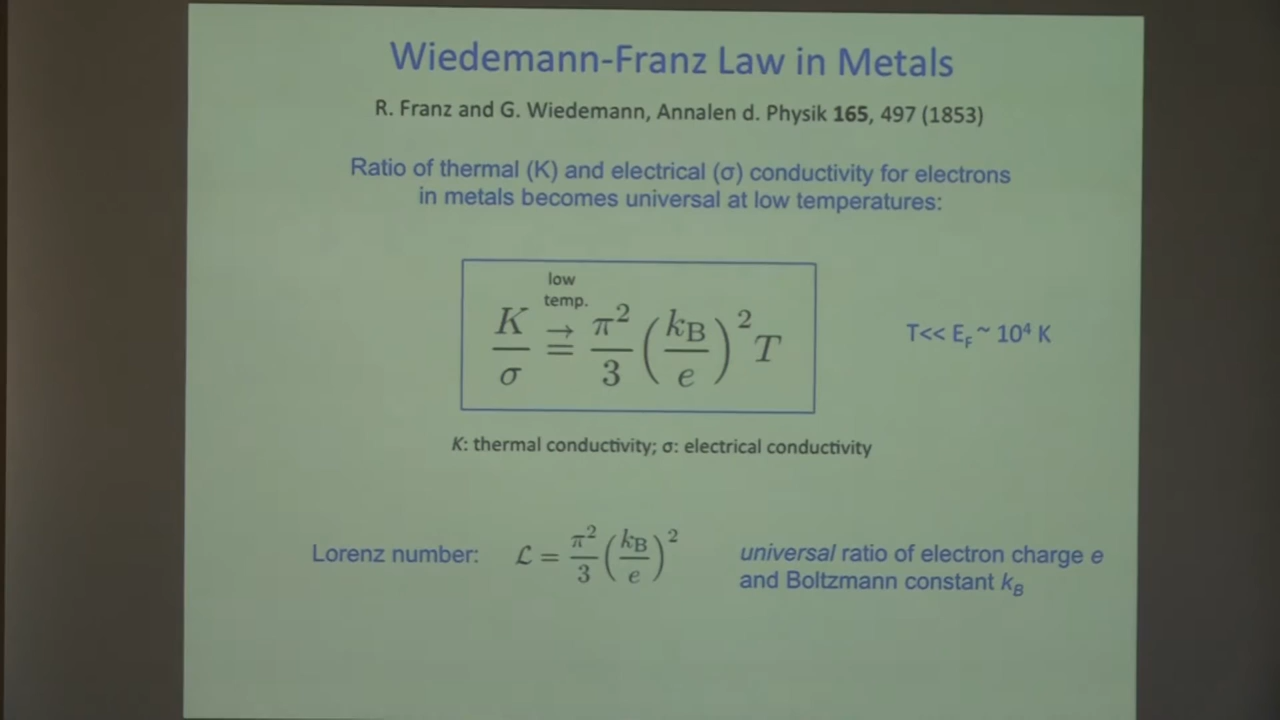 Wiedemann-Franz Law in Metals
R. Franz and G. Wiedemann, Annalen d. Physik 165, 497 (1853)
Ratio of thermal (K) and electrical (σ) conductivity for electrons
in metals becomes universal at low temperatures:
low
temp.
K/σ ⇒ π²/3 (k_B/e)² T
T<< E_F ~ 10⁴ K
K: thermal conductivity; σ: electrical conductivity
Lorenz number: ℒ = π²/3 (k_B/e)²
universal ratio of electron charge e
and Boltzmann constant k_B